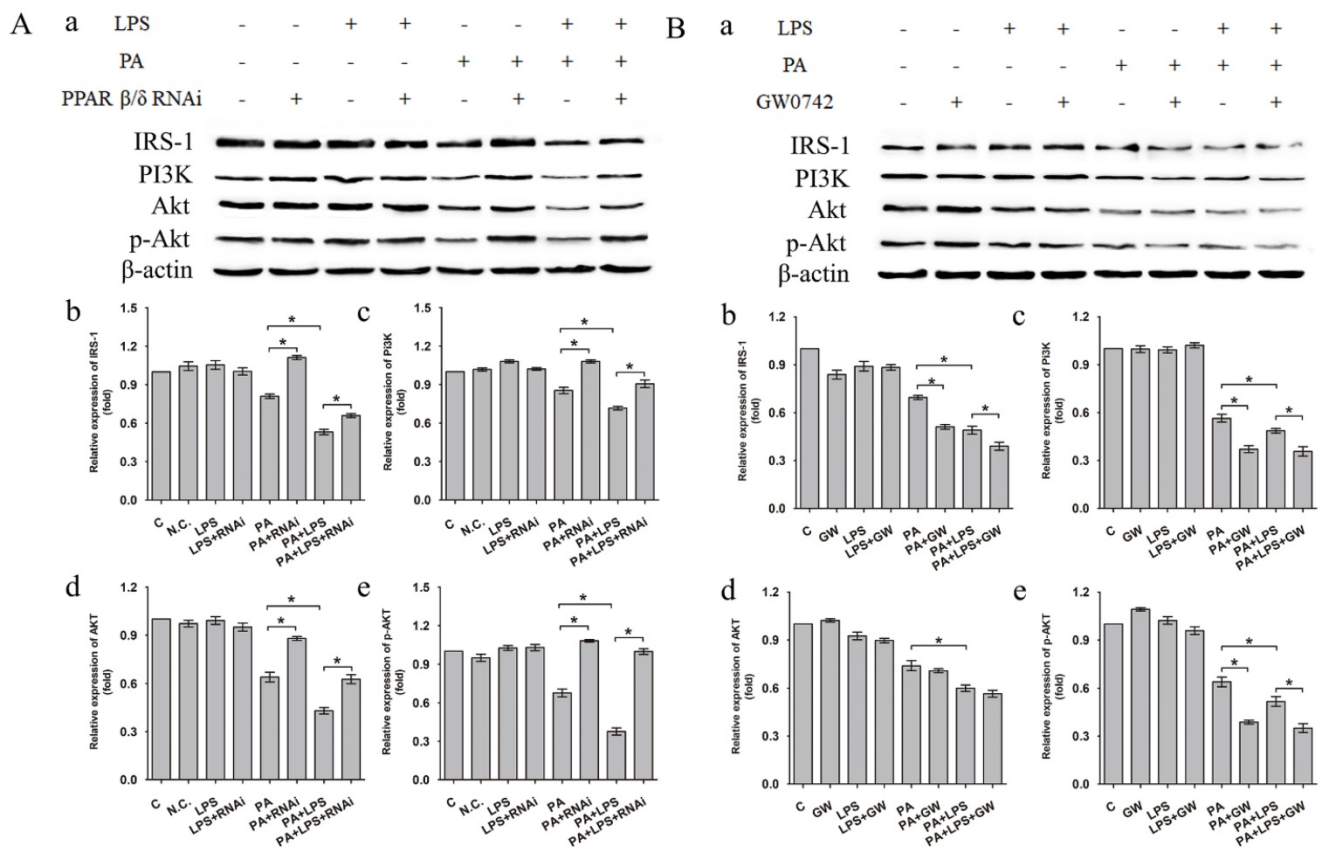 A a
LPS - - + + - - + +
PA - - - - + + + +
PPAR β/δ RNAi - + - + - + - +
IRS-1
PI3K
Akt
p-Akt
β-actin
b
Relative expression of IRS-1
(fold)
1.5
1.2
0.9
0.6
0.3
0.0
* * *
C N.C. LPS LPS+RNAi PA PA+RNAi PA+LPS PA+LPS+RNAi
c
Relative expression of Pi3K
(fold)
1.5
1.2
0.9
0.6
0.3
0.0
* * *
C N.C. LPS LPS+RNAi PA PA+RNAi PA+LPS PA+LPS+RNAi
d
Relative expression of AKT
(fold)
1.2
0.9
0.6
0.3
0.0
* * *
C N.C. LPS LPS+RNAi PA PA+RNAi PA+LPS PA+LPS+RNAi
e
Relative expression of p-AKT
(fold)
1.5
1.2
0.9
0.6
0.3
0.0
* * *
C N.C. LPS LPS+RNAi PA PA+RNAi PA+LPS PA+LPS+RNAi
B a
LPS - - + + - - + +
PA - - - - + + + +
GW0742 - + - + - + - +
IRS-1
PI3K
Akt
p-Akt
β-actin
b
Relative expression of IRS-1
(fold)
1.2
0.9
0.6
0.3
0.0
* * *
C GW LPS LPS+GW PA PA+GW PA+LPS PA+LPS+GW
c
Relative expression of Pi3K
(fold)
1.2
0.9
0.6
0.3
0.0
* * *
C GW LPS LPS+GW PA PA+GW PA+LPS PA+LPS+GW
d
Relative expression of AKT
(fold)
1.2
0.9
0.6
0.3
0.0
*
C GW LPS LPS+GW PA PA+GW PA+LPS PA+LPS+GW
e
Relative expression of p-AKT
(fold)
1.2
0.9
0.6
0.3
0.0
* * *
C GW LPS LPS+GW PA PA+GW PA+LPS PA+LPS+GW